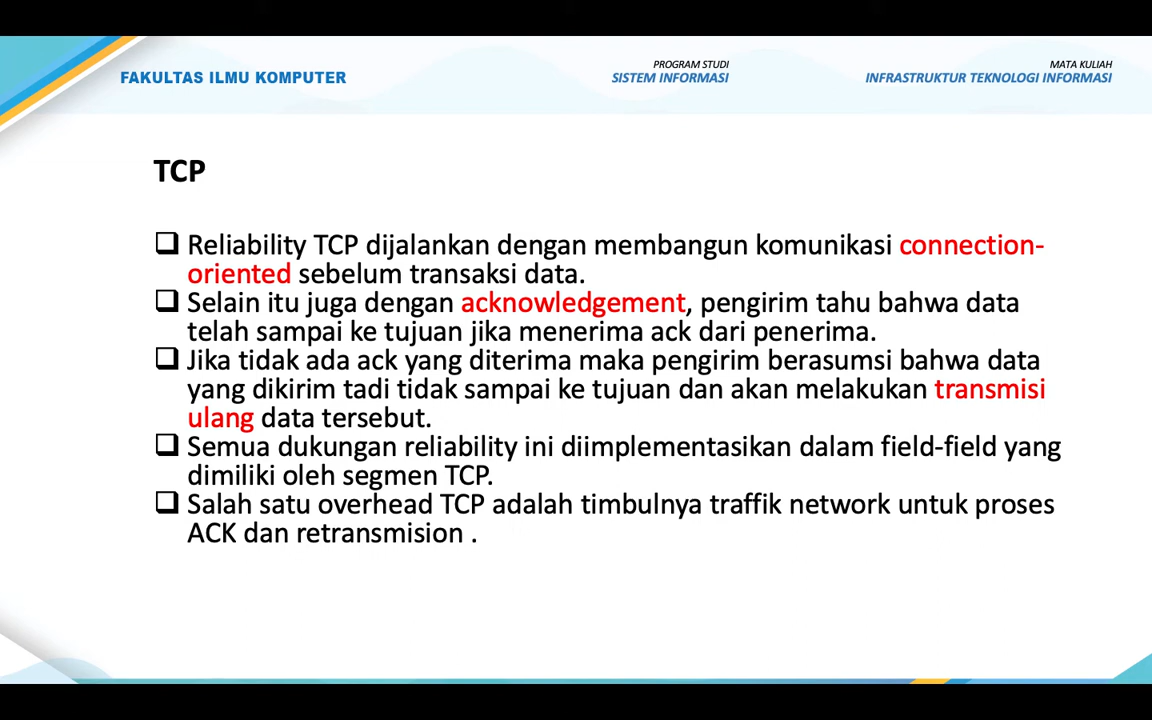 FAKULTAS ILMU KOMPUTER
PROGRAM STUDI
SISTEM INFORMASI
MATA KULIAH
INFRASTRUKTUR TEKNOLOGI INFORMASI
TCP
Reliability TCP dijalankan dengan membangun komunikasi connection-
oriented sebelum transaksi data.
Selain itu juga dengan acknowledgement, pengirim tahu bahwa data
telah sampai ke tujuan jika menerima ack dari penerima.
Jika tidak ada ack yang diterima maka pengirim berasumsi bahwa data
yang dikirim tadi tidak sampai ke tujuan dan akan melakukan transmisi
ulang data tersebut.
Semua dukungan reliability ini diimplementasikan dalam field-field yang
dimiliki oleh segmen TCP.
Salah satu overhead TCP adalah timbulnya traffik network untuk proses
ACK dan retransmision .